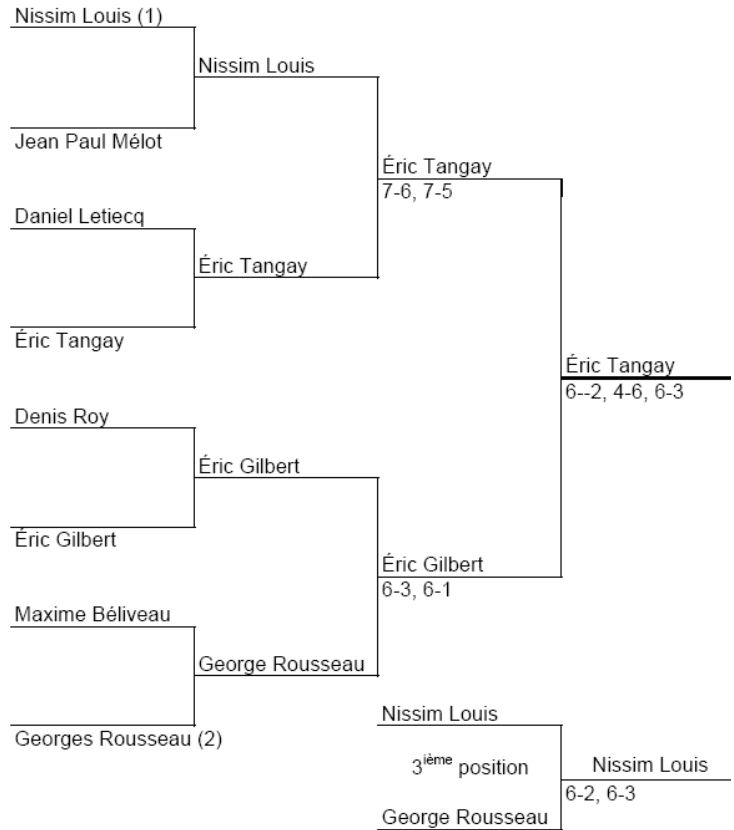 Nissim Louis (1)
Nissim Louis
Jean Paul Mélot
Éric Tangay
7-6, 7-5
Daniel Letiecq
Éric Tangay
Éric Tangay
Éric Tangay
6--2, 4-6, 6-3
Denis Roy
Éric Gilbert
Éric Gilbert
Éric Gilbert
6-3, 6-1
Maxime Béliveau
George Rousseau
Georges Rousseau (2)
Nissim Louis
3ième position
Nissim Louis
6-2, 6-3
George Rousseau